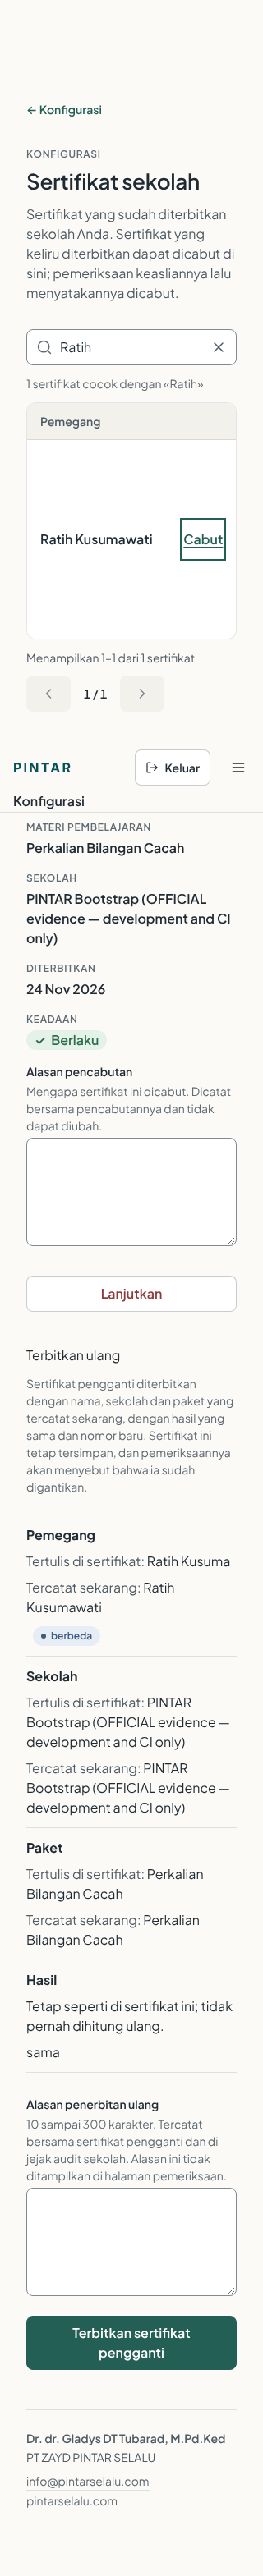 ← Konfigurasi
KONFIGURASI
Sertifikat sekolah
Sertifikat yang sudah diterbitkan
sekolah Anda. Sertifikat yang
keliru diterbitkan dapat dicabut di
sini; pemeriksaan keaslian­nya lalu
menyatakannya dicabut.
Ratih
1 sertifikat cocok dengan «Ratih»
Pemegang
Ratih Kusumawati
Cabut
Menampilkan 1–1 dari 1 sertifikat
1/1
PINTAR
Keluar
Konfigurasi
MATERI PEMBELAJARAN
Perkalian Bilangan Cacah
SEKOLAH
PINTAR Bootstrap (OFFICIAL
evidence — development and CI
only)
DITERBITKAN
24 Nov 2026
KEADAAN
Berlaku
Alasan pencabutan
Mengapa sertifikat ini dicabut. Dicatat
bersama pencabutannya dan tidak
dapat diubah.
Lanjutkan
Terbitkan ulang
Sertifikat pengganti diterbitkan
dengan nama, sekolah dan paket yang
tercatat sekarang, dengan hasil yang
sama dan nomor baru. Sertifikat ini
tetap tersimpan, dan pemeriksaannya
akan menyebut bahwa ia sudah
digantikan.
Pemegang
Tertulis di sertifikat: Ratih Kusuma
Tercatat sekarang: Ratih
Kusumawati
berbeda
Sekolah
Tertulis di sertifikat: PINTAR
Bootstrap (OFFICIAL evidence —
development and CI only)
Tercatat sekarang: PINTAR
Bootstrap (OFFICIAL evidence —
development and CI only)
Paket
Tertulis di sertifikat: Perkalian
Bilangan Cacah
Tercatat sekarang: Perkalian
Bilangan Cacah
Hasil
Tetap seperti di sertifikat ini; tidak
pernah dihitung ulang.
sama
Alasan penerbitan ulang
10 sampai 300 karakter. Tercatat
bersama sertifikat pengganti dan di
jejak audit sekolah. Alasan ini tidak
ditampilkan di halaman pemeriksaan.
Terbitkan sertifikat
pengganti
Dr. dr. Gladys DT Tubarad, M.Pd.Ked
PT ZAYD PINTAR SELALU
info@pintarselalu.com
pintarselalu.com